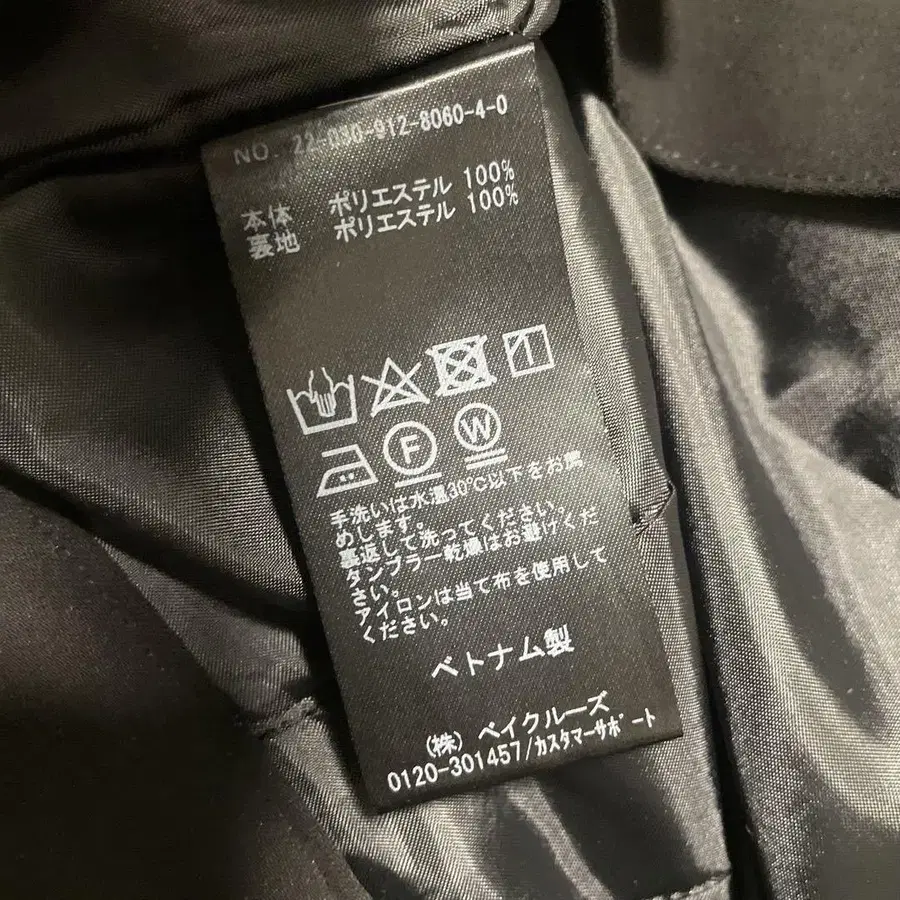 NO. 22-080-912-8060-4-0
本体 ポリエステル 100%
裏地 ポリエステル 100%
F W
手洗いは水温30℃以下をお薦
めします。
裏返して洗ってください。
タンブラー乾燥はお避けくだ
さい。
アイロンは当て布を使用して
ください。
ベトナム製
(株) ベイクルーズ
0120-301457/カスタマーサポート